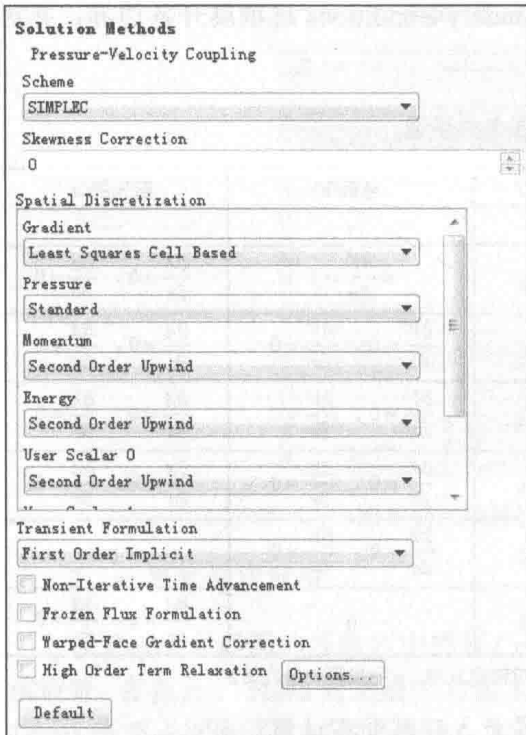 Solution Methods
Pressure-Velocity Coupling
Scheme
SIMPLEC
Skewness Correction
0
Spatial Discretization
Gradient
Least Squares Cell Based
Pressure
Standard
Momentum
Second Order Upwind
Energy
Second Order Upwind
User Scalar 0
Second Order Upwind
Transient Formulation
First Order Implicit
Non-Iterative Time Advancement
Frozen Flux Formulation
Warped-Face Gradient Correction
High Order Term Relaxation
Options...
Default